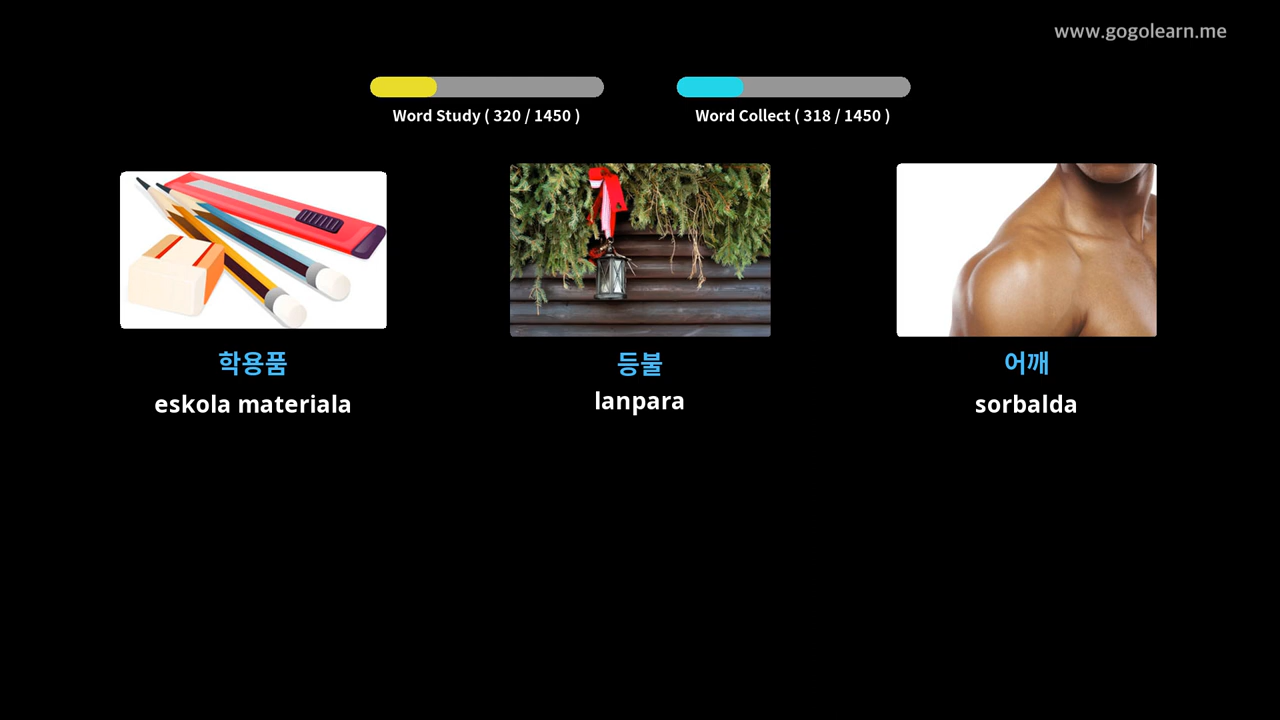 www.gogolearn.me
Word Study ( 320 / 1450 )
Word Collect ( 318 / 1450 )
학용품
등불
어깨
eskola materiala
lanpara
sorbalda